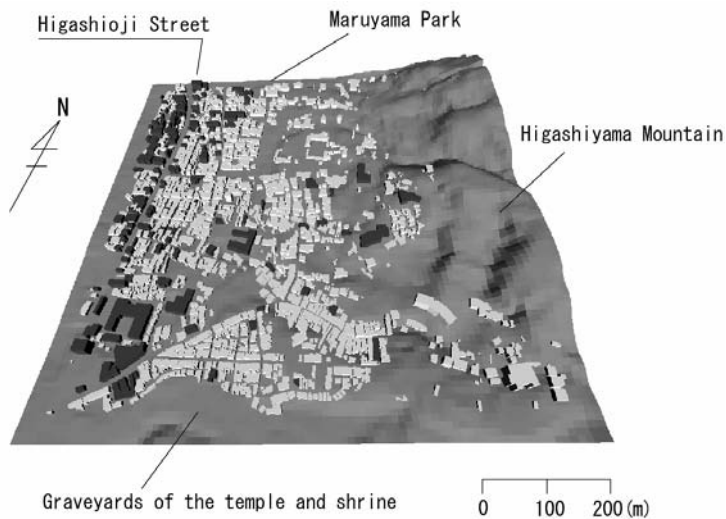 Higashioji Street
Maruyama Park
N
Higashiyama Mountain
Graveyards of the temple and shrine
0 100 200(m)